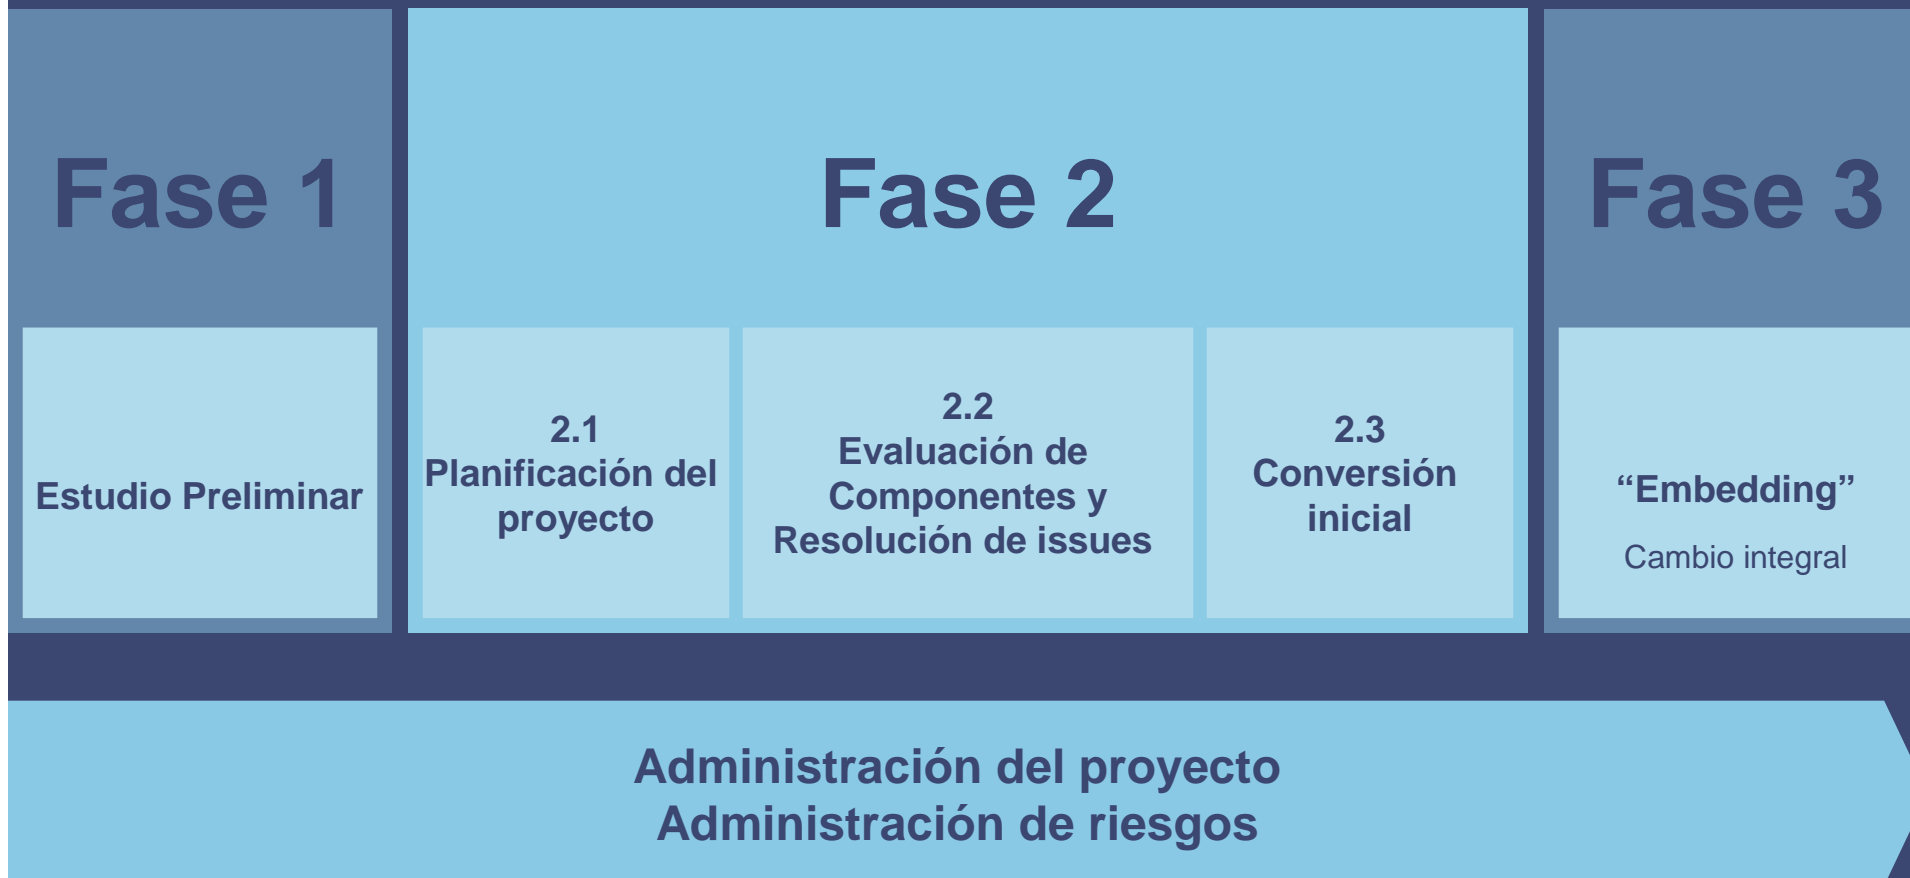 Fase 1
Fase 2
Fase 3
Estudio Preliminar
2.1
Planificación del
proyecto
2.2
Evaluación de
Componentes y
Resolución de issues
2.3
Conversión
inicial
“Embedding”
Cambio integral
Administración del proyecto
Administración de riesgos